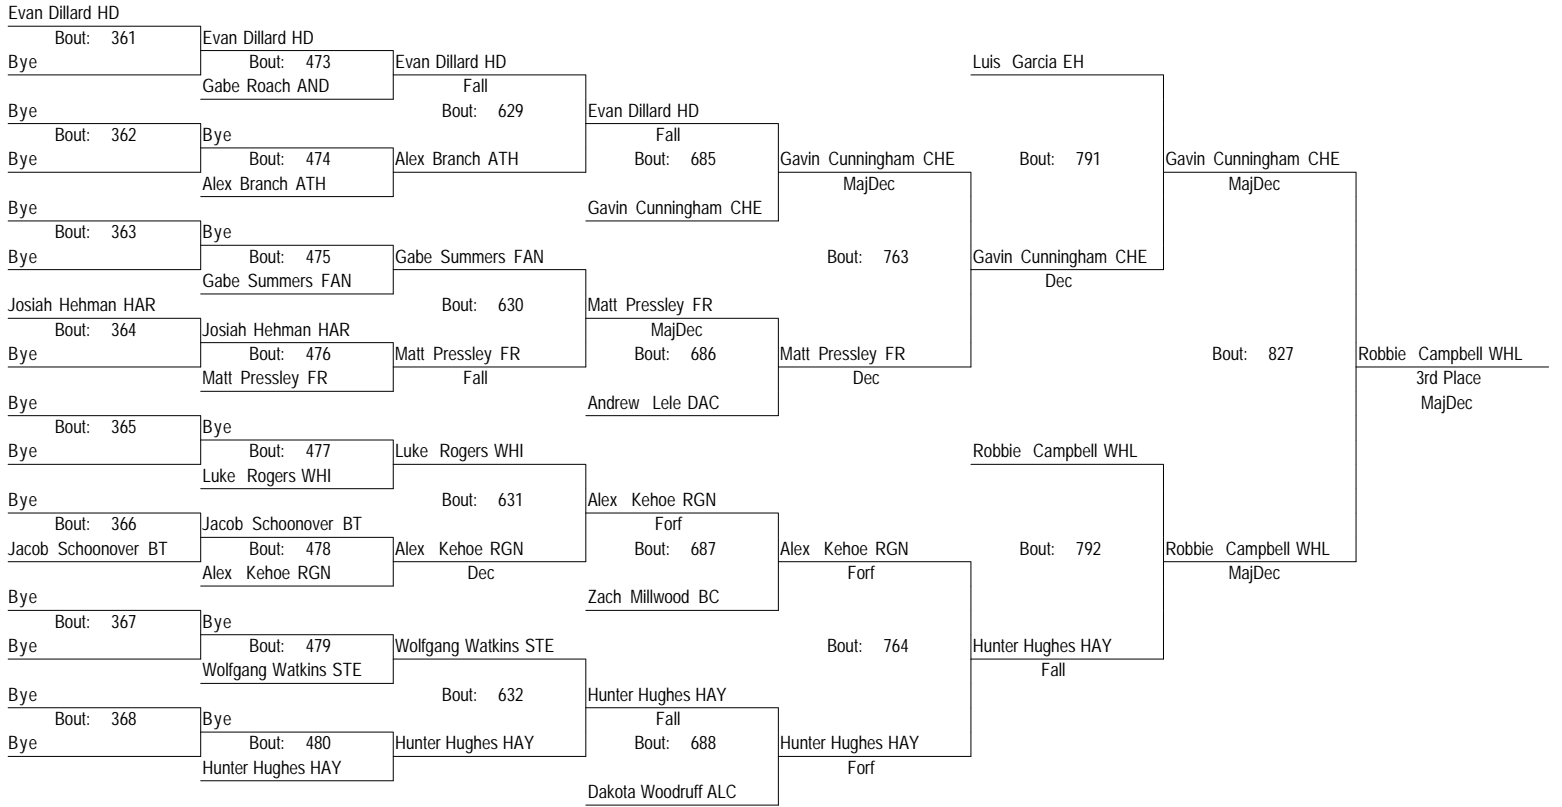 Evan Dillard HD
Bout: 361
Bye
Bye
Bout: 362
Bye
Bye
Bout: 363
Bye
Josiah Hehman HAR
Bout: 364
Bye
Bye
Bout: 365
Bye
Bye
Bout: 366
Jacob Schoonover BT
Bye
Bout: 367
Bye
Bye
Bout: 368
Bye
Evan Dillard HD
Bout: 473
Gabe Roach AND
Bye
Bout: 474
Alex Branch ATH
Bye
Bout: 475
Gabe Summers FAN
Josiah Hehman HAR
Bout: 476
Matt Pressley FR
Bye
Bout: 477
Luke Rogers WHI
Jacob Schoonover BT
Bout: 478
Alex Kehoe RGN
Bye
Bout: 479
Wolfgang Watkins STE
Bye
Bout: 480
Hunter Hughes HAY
Evan Dillard HD
Fall
Bout: 629
Alex Branch ATH
Gabe Summers FAN
Bout: 630
Matt Pressley FR
Fall
Luke Rogers WHI
Bout: 631
Alex Kehoe RGN
Dec
Wolfgang Watkins STE
Bout: 632
Hunter Hughes HAY
Evan Dillard HD
Fall
Bout: 685
Gavin Cunningham CHE
Matt Pressley FR
MajDec
Bout: 686
Andrew Lele DAC
Alex Kehoe RGN
Forf
Bout: 687
Zach Millwood BC
Hunter Hughes HAY
Fall
Bout: 688
Dakota Woodruff ALC
Gavin Cunningham CHE
MajDec
Bout: 763
Matt Pressley FR
Dec
Alex Kehoe RGN
Forf
Bout: 764
Hunter Hughes HAY
Forf
Luis Garcia EH
Bout: 791
Gavin Cunningham CHE
Dec
Robbie Campbell WHL
Bout: 792
Hunter Hughes HAY
Fall
Gavin Cunningham CHE
MajDec
Bout: 827
Robbie Campbell WHL
MajDec
Robbie Campbell WHL
3rd Place
MajDec